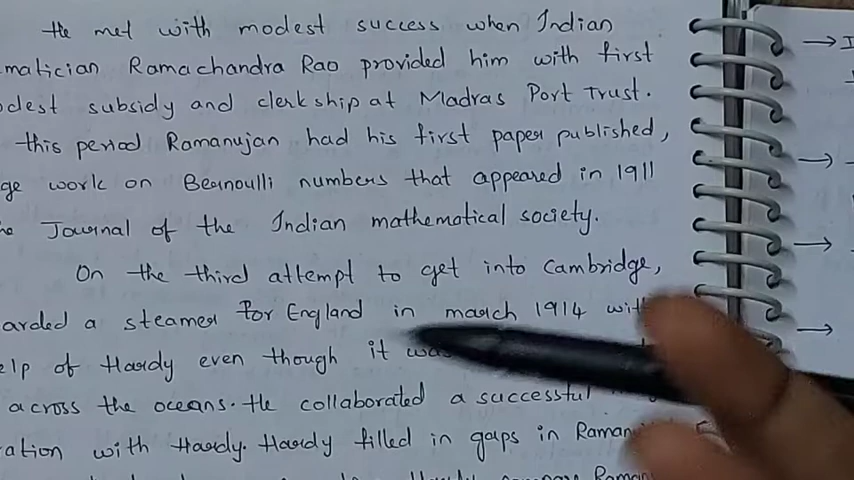 He met with modest success when Indian
matician Ramachandra Rao provided him with first
odest subsidy and clerkship at Madras Port Trust.
this period Ramanujan had his first paper published,
ge work on Bernoulli numbers that appeared in 1911
Journal of the Indian mathematical society.
On the third attempt to get into Cambridge,
arded a steamer for England in march 1914 with
elp of Hardy even though it was
across the oceans. He collaborated a successful
ration with Hardy. Hardy filled in gaps in Raman